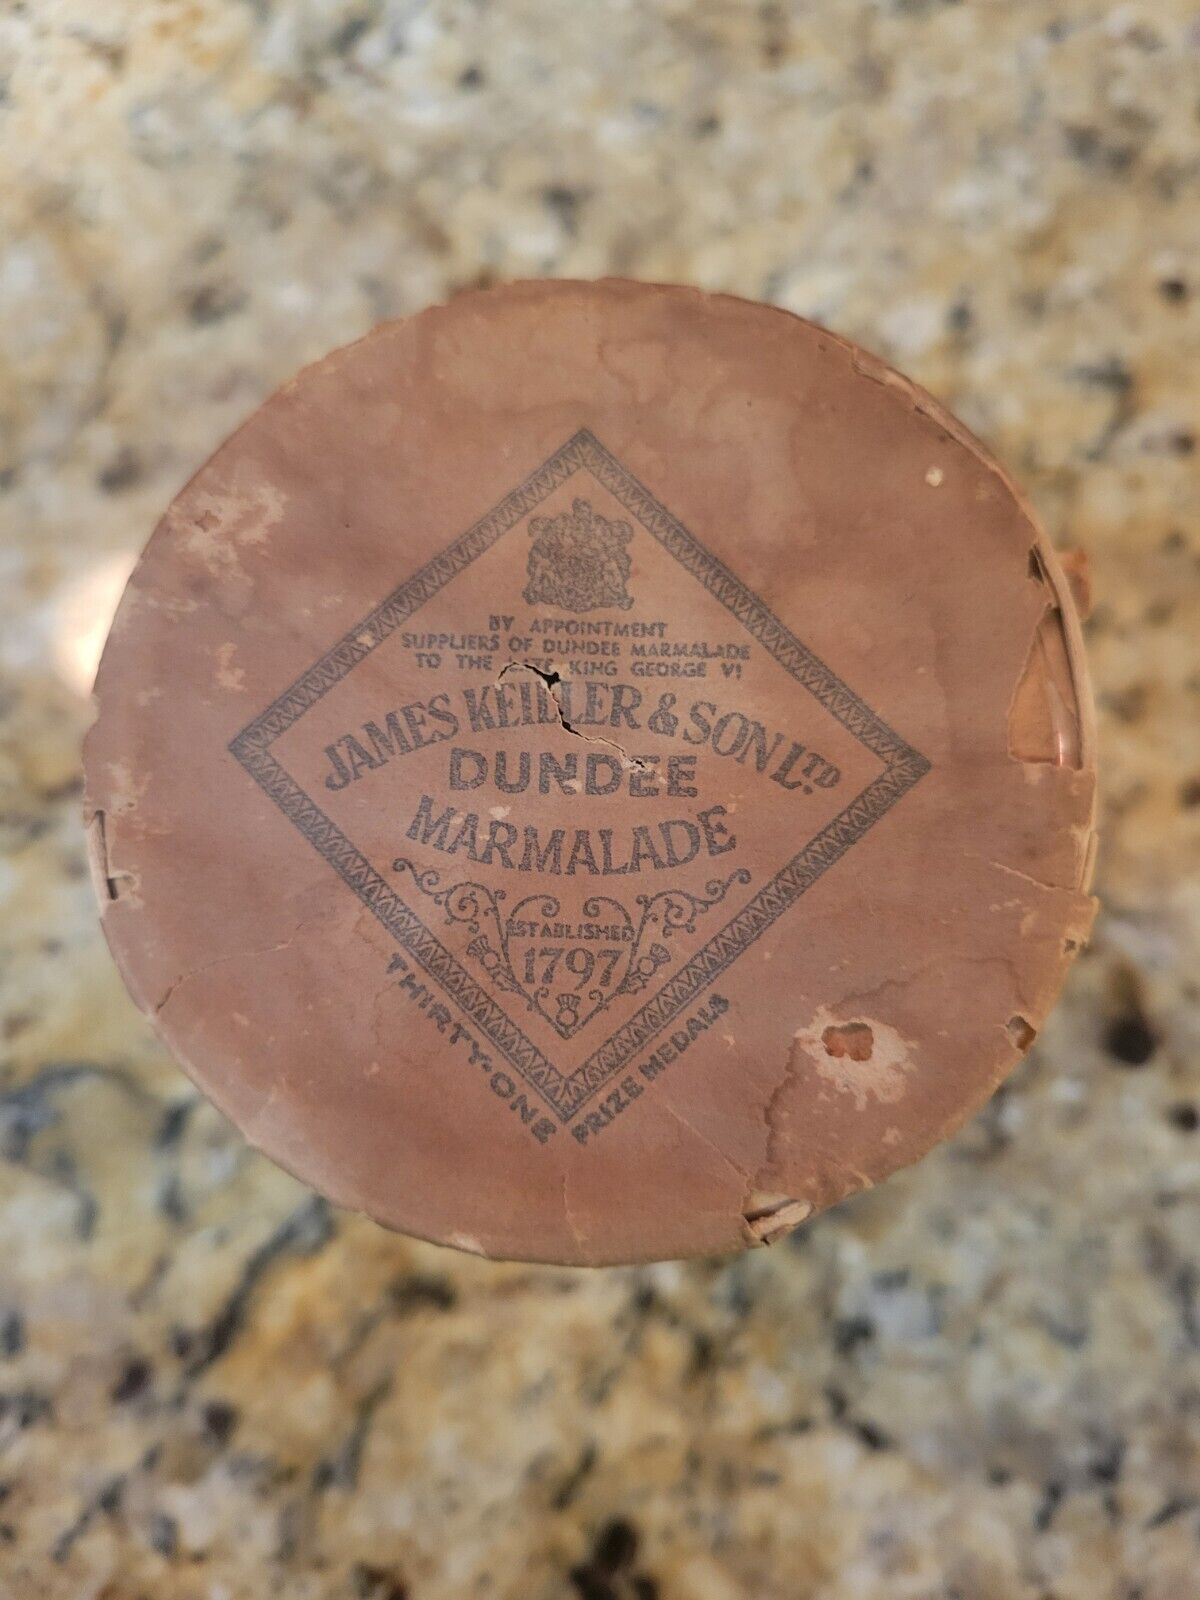 BY APPOINTMENT
SUPPLIERS OF DUNDEE MARMALADE
TO THE LATE KING GEORGE VI
JAMES KEILLER & SON LTD
DUNDEE
MARMALADE
ESTABLISHED
1797
THIRTY-ONE PRIZE MEDALS